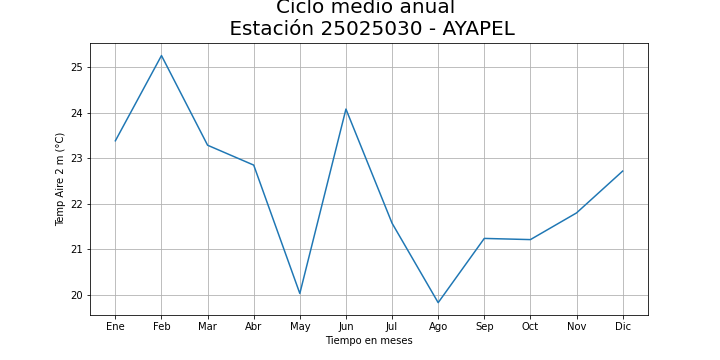 Ciclo medio anual
Estación 25025030 - AYAPEL
Temp Aire 2 m (°C)
25
24
23
22
21
20
Ene Feb Mar Abr May Jun Jul Ago Sep Oct Nov Dic
Tiempo en meses